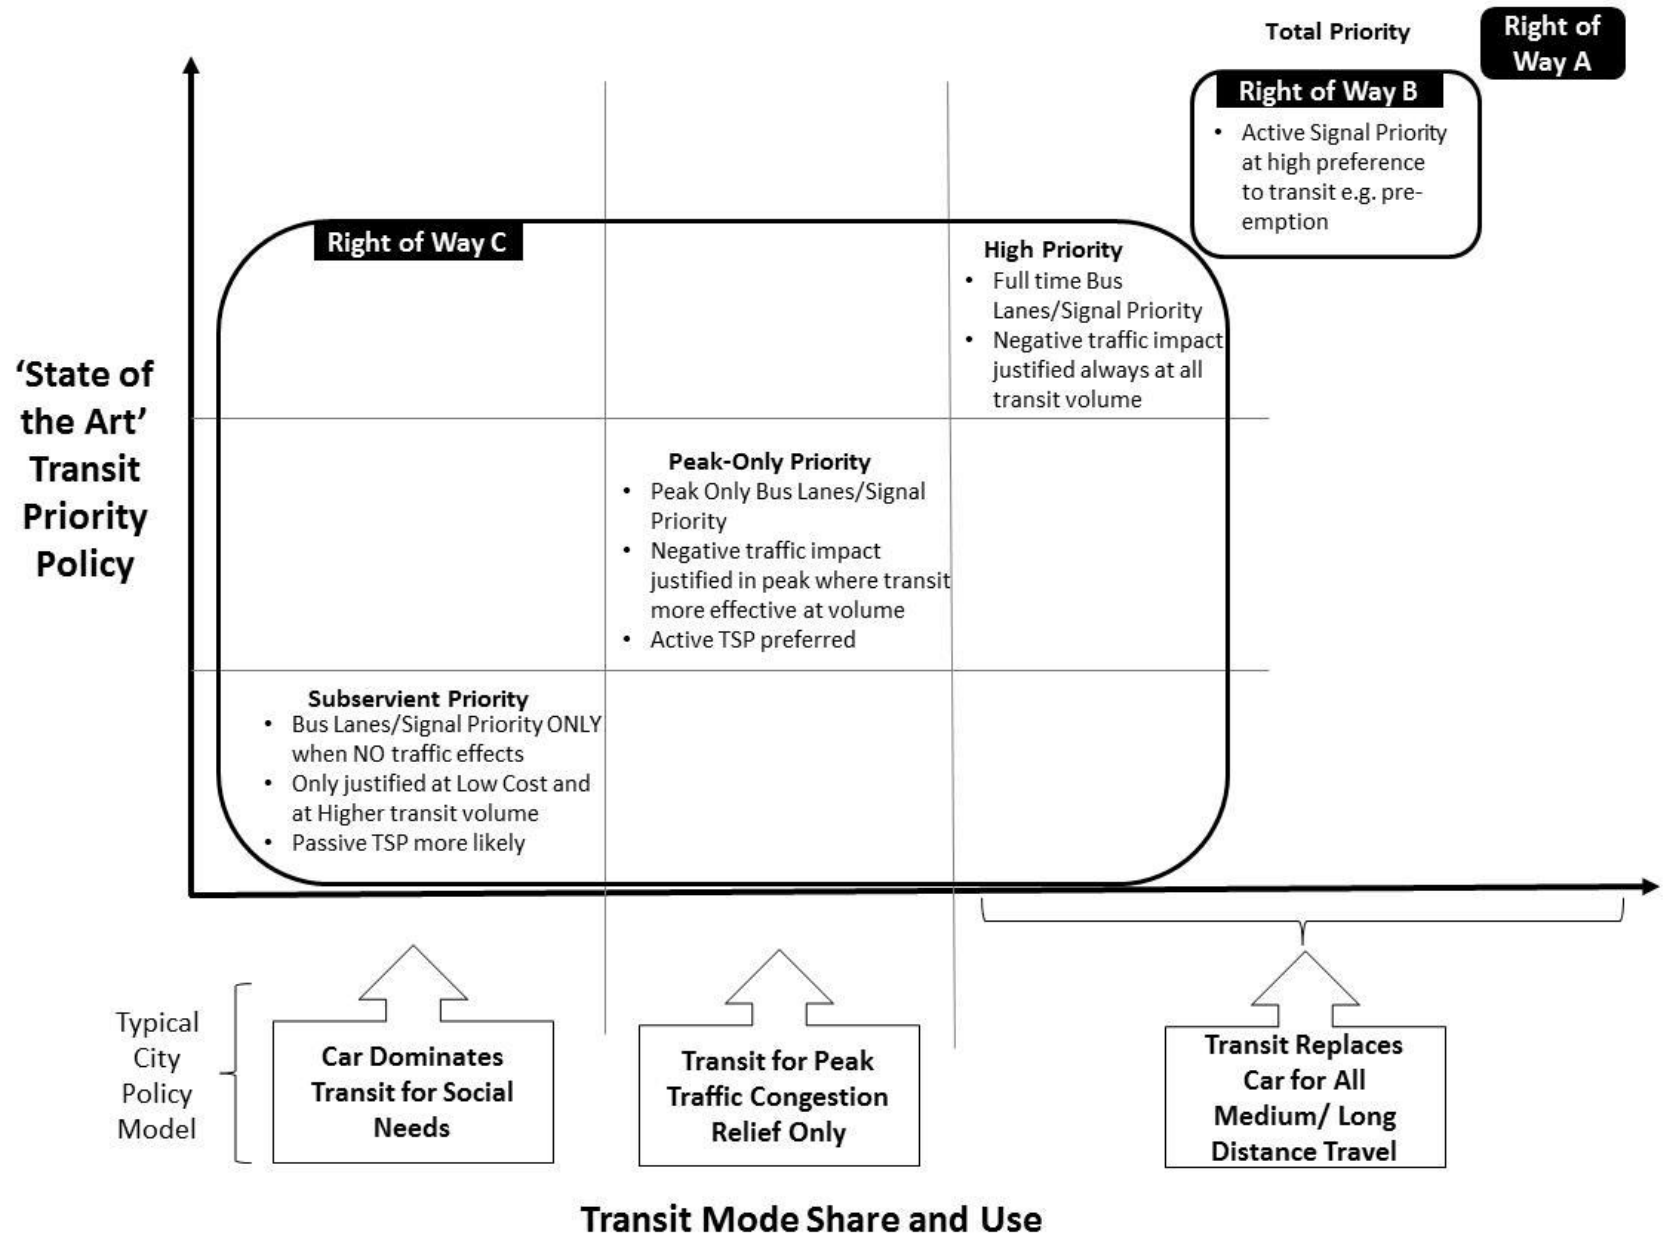 Total Priority
Right of
Way A
Right of Way B
• Active Signal Priority
at high preference
to transit e.g. pre-
emption
Right of Way C
High Priority
• Full time Bus
Lanes/Signal Priority
• Negative traffic impact
justified always at all
transit volume
‘State of
the Art’
Transit
Priority
Policy
Peak-Only Priority
• Peak Only Bus Lanes/Signal
Priority
• Negative traffic impact
justified in peak where transit
more effective at volume
• Active TSP preferred
Subservient Priority
• Bus Lanes/Signal Priority ONLY
when NO traffic effects
• Only justified at Low Cost and
at Higher transit volume
• Passive TSP more likely
Typical
City
Policy
Model
Car Dominates
Transit for Social
Needs
Transit for Peak
Traffic Congestion
Relief Only
Transit Replaces
Car for All
Medium/ Long
Distance Travel
Transit Mode Share and Use